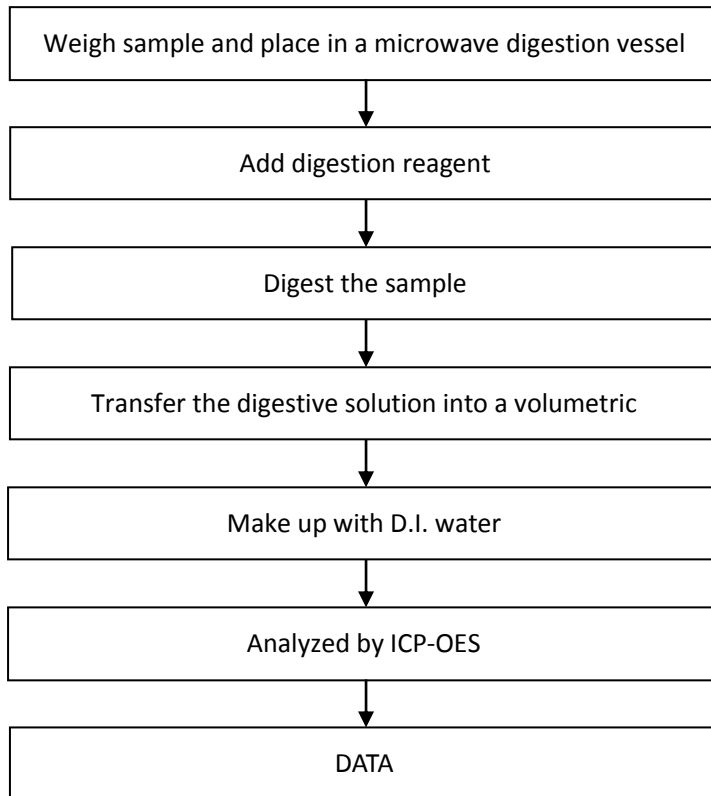 Weigh sample and place in a microwave digestion vessel
Add digestion reagent
Digest the sample
Transfer the digestive solution into a volumetric
Make up with D.I. water
Analyzed by ICP-OES
DATA